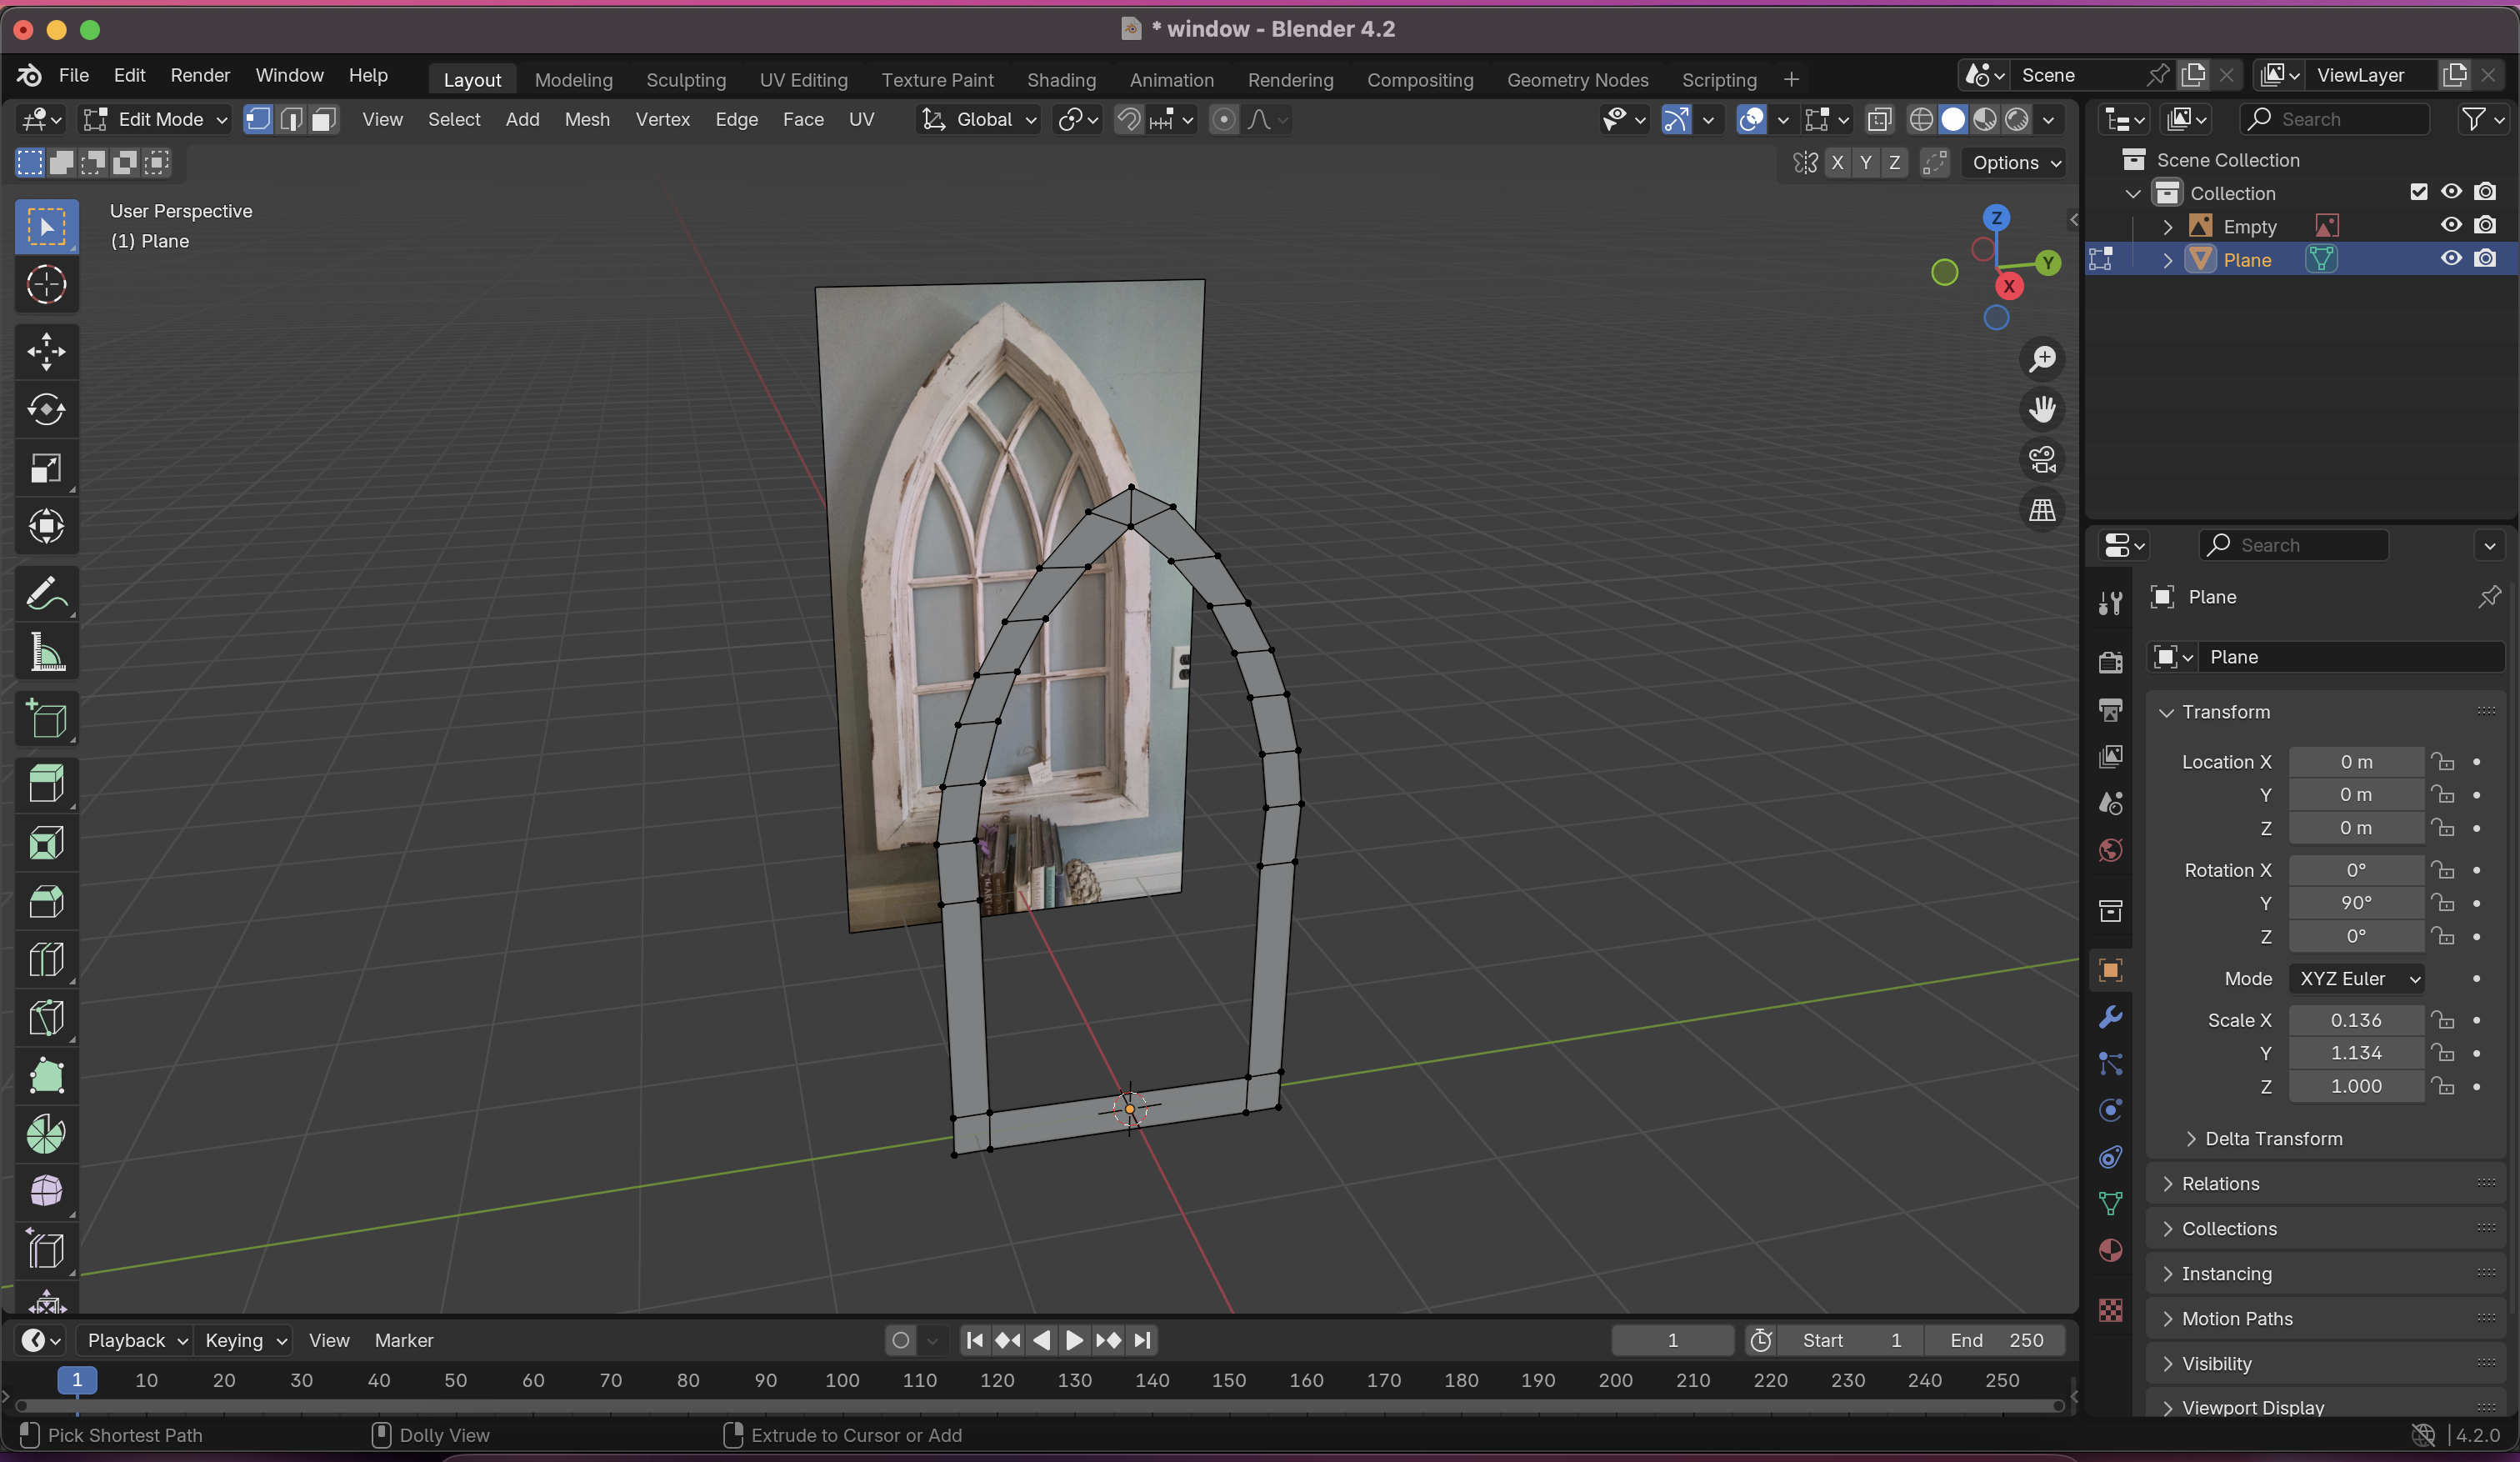 * window - Blender 4.2
File Edit Render Window Help Layout Modeling Sculpting UV Editing Texture Paint Shading Animation Rendering Compositing Geometry Nodes Scripting + Scene ViewLayer
Edit Mode View Select Add Mesh Vertex Edge Face UV Global Search
X Y Z Options
User Perspective
(1) Plane
Z
Y
X
Scene Collection
Collection
Empty
Plane
Search
Plane
Plane
Transform
Location X 0 m
Y 0 m
Z 0 m
Rotation X 0°
Y 90°
Z 0°
Mode XYZ Euler
Scale X 0.136
Y 1.134
Z 1.000
Delta Transform
Relations
Collections
Instancing
Motion Paths
Visibility
Viewport Display
Playback Keying View Marker 1 Start 1 End 250
1 10 20 30 40 50 60 70 80 90 100 110 120 130 140 150 160 170 180 190 200 210 220 230 240 250
Pick Shortest Path Dolly View Extrude to Cursor or Add 4.2.0